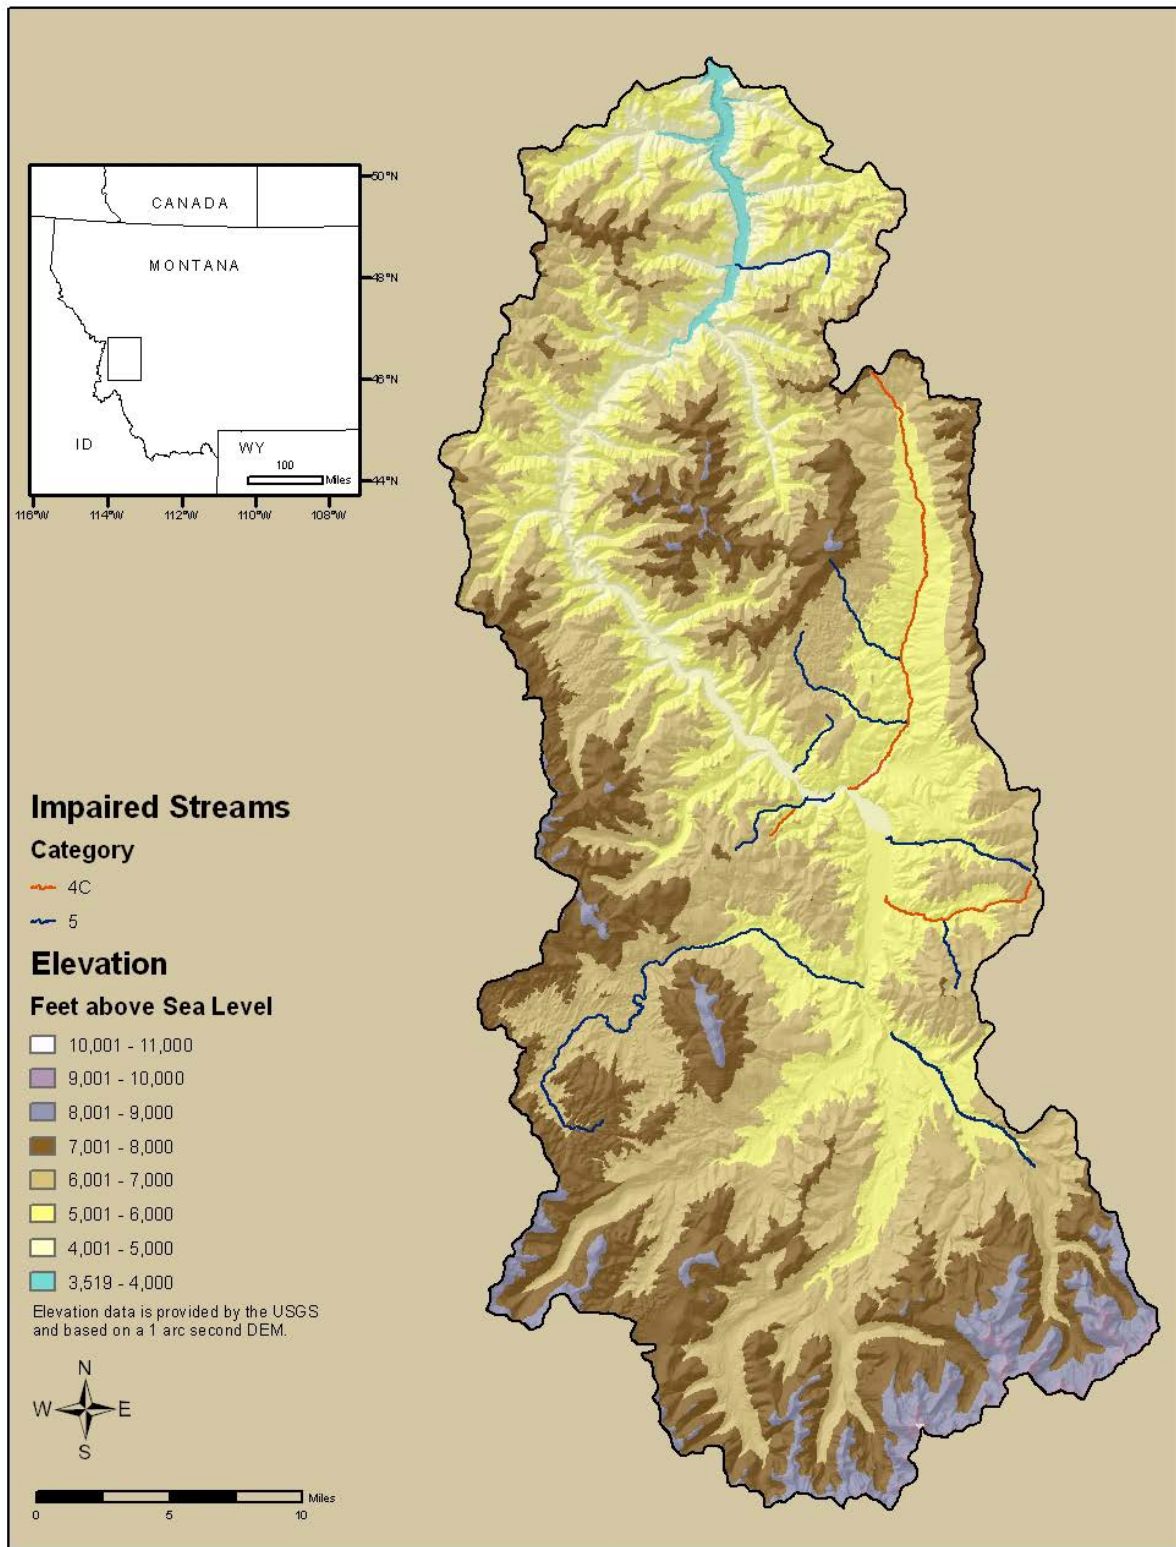 CANADA
MONTANA
ID
WY
100
Miles
50°N
48°N
46°N
44°N
116°W 114°W 112°W 110°W 108°W
Impaired Streams
Category
4C
5
Elevation
Feet above Sea Level
10,001 - 11,000
9,001 - 10,000
8,001 - 9,000
7,001 - 8,000
6,001 - 7,000
5,001 - 6,000
4,001 - 5,000
3,519 - 4,000
Elevation data is provided by the USGS
and based on a 1 arc second DEM.
N
W E
S
Miles
0 5 10